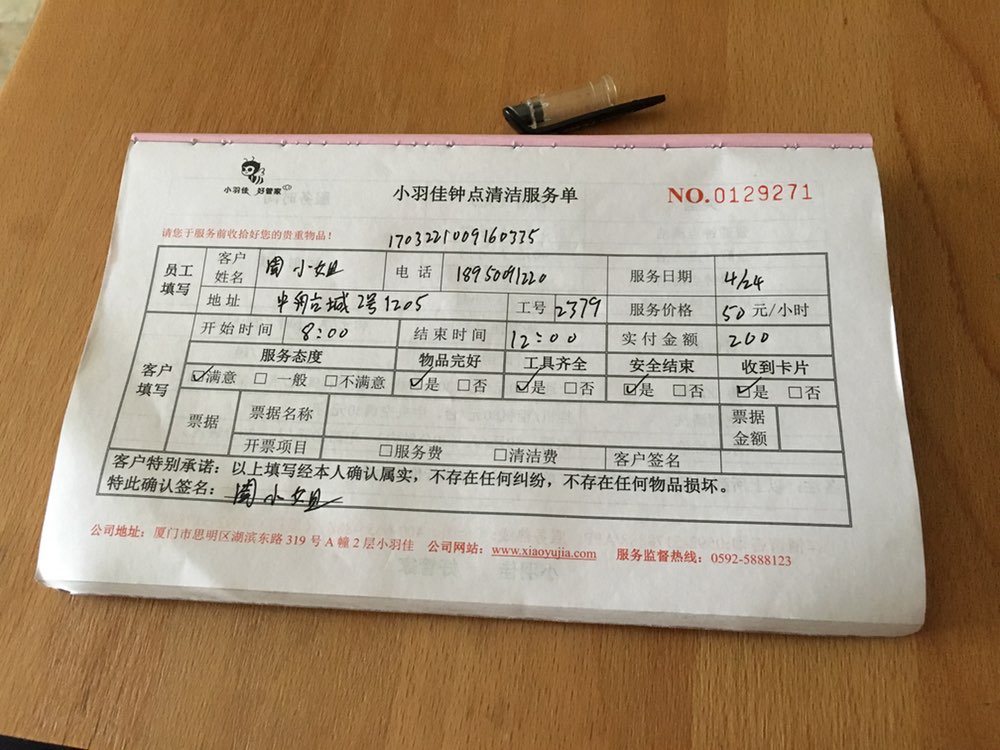 小羽佳 好管家
小羽佳钟点清洁服务单
NO.0129271
请您于服务前收拾好您的贵重物品！
1703221009160335
员工填写 客户姓名 周小姐 电话 18950091220 服务日期 4/24
地址 2号1205 工号 2379 服务价格 50 元/小时
客户填写 开始时间 8:00 结束时间 12:00 实付金额 200
服务态度 物品完好 工具齐全 安全结束 收到卡片
☑满意 □一般 □不满意 ☑是 □否 ☑是 □否 ☑是 □否 ☑是 □否
票据 票据名称 票据金额
开票项目 □服务费 □清洁费 客户签名
客户特别承诺：以上填写经本人确认属实，不存在任何纠纷，不存在任何物品损坏。
特此确认签名：周小姐
公司地址：厦门市思明区湖滨东路 319 号 A 幢 2 层小羽佳 公司网站：www.xiaoyujia.com 服务监督热线：0592-5888123